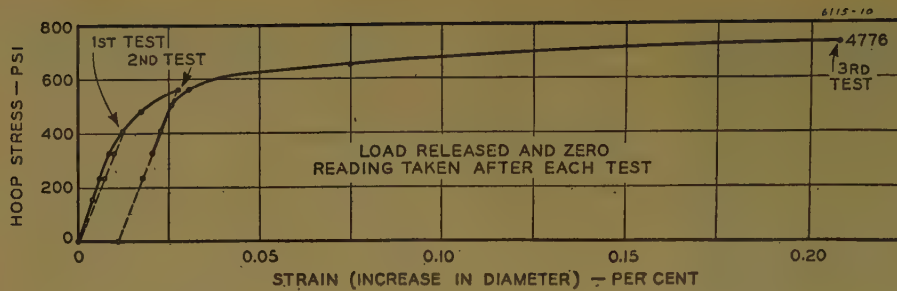 6115-10
800
600
400
200
0
HOOP STRESS — PSI
1ST TEST
2ND TEST
4776
3RD
TEST
LOAD RELEASED AND ZERO
READING TAKEN AFTER EACH TEST
0
0.05
0.10
0.15
0.20
STRAIN (INCREASE IN DIAMETER) — PER CENT